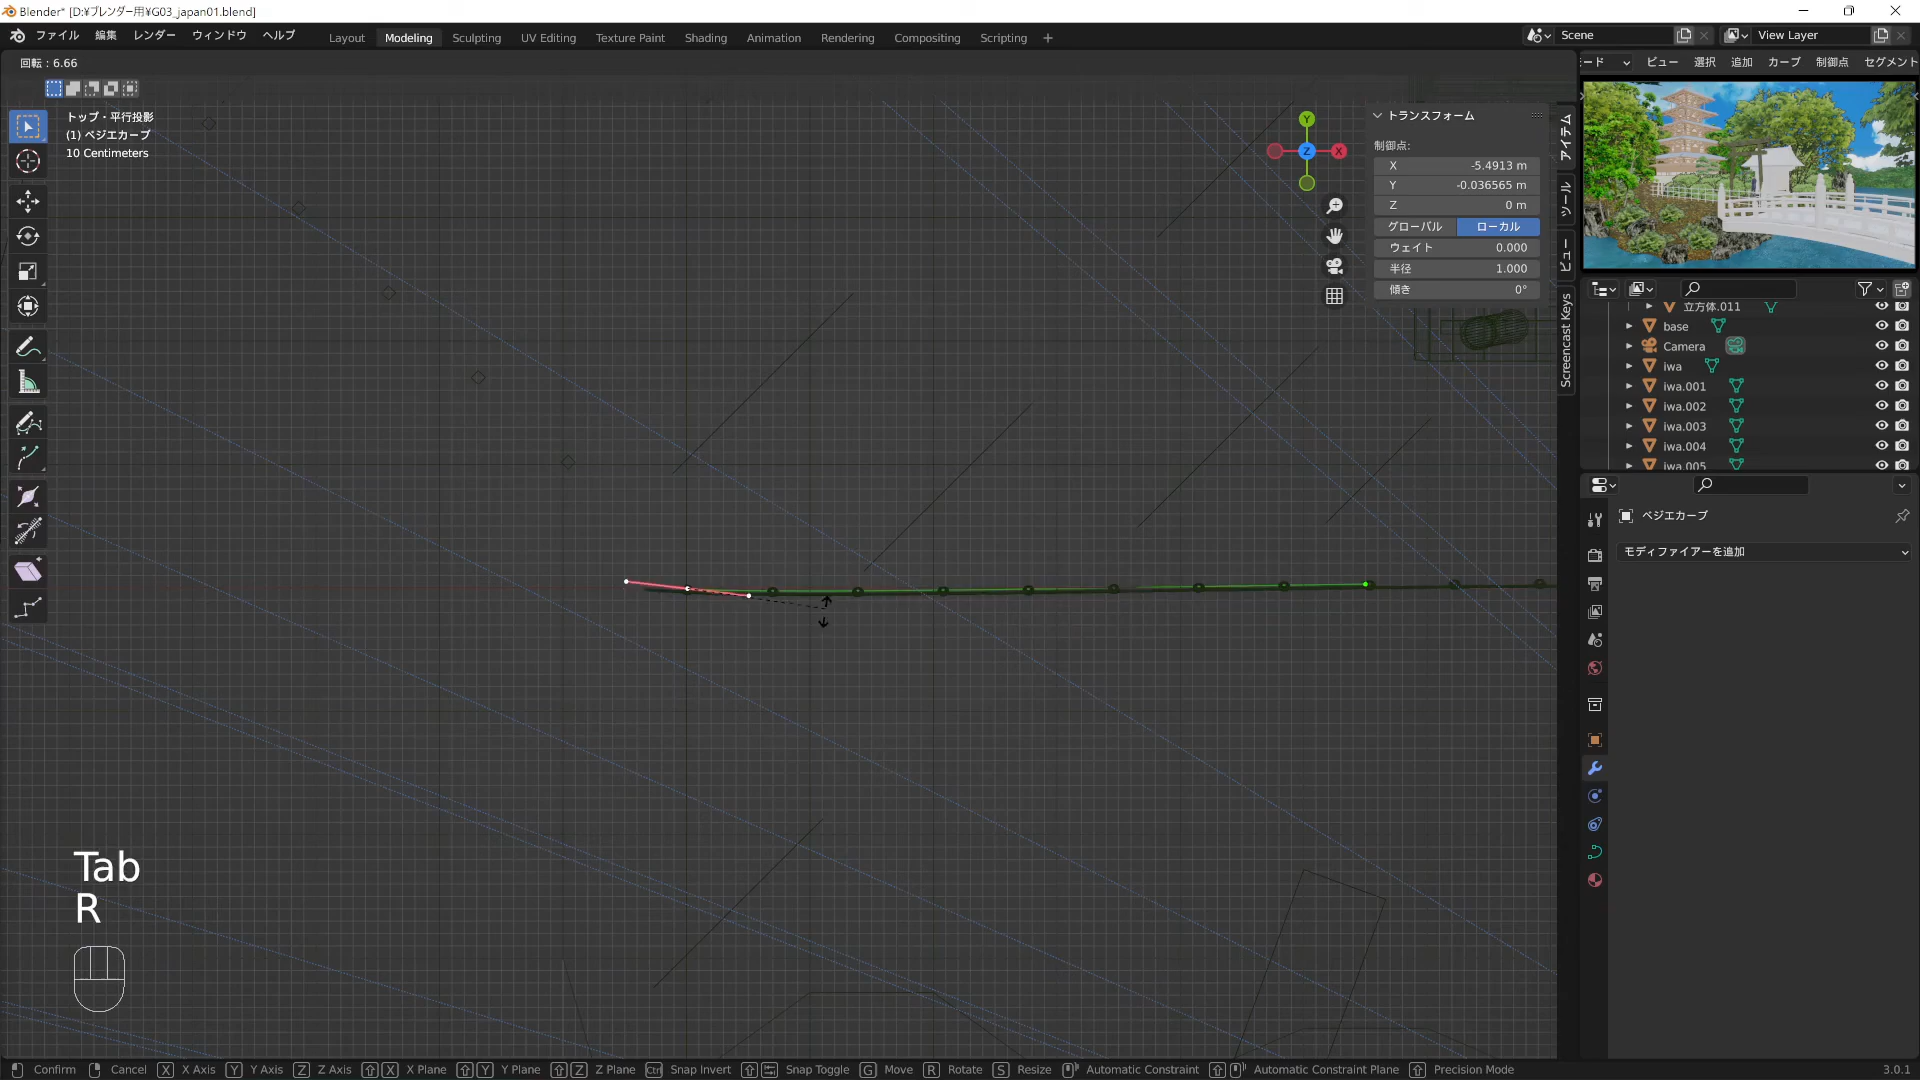 Blender* [D:¥ブレンダー用¥G03_japan01.blend]
ファイル 編集 レンダー ウィンドウ ヘルプ
Layout Modeling Sculpting UV Editing Texture Paint Shading Animation Rendering Compositing Scripting +
Scene
View Layer
回転 : 6.66
ード ビュー 選択 追加 カーブ 制御点 セグメント
トップ・平行投影
(1) ベジエカーブ
10 Centimeters
Y
Z
X
トランスフォーム
制御点:
X -5.4913 m
Y -0.036565 m
Z 0 m
グローバル ローカル
ウェイト 0.000
半径 1.000
傾き 0°
アイテム
ツール
ビュー
Screencast Keys
立方体.011
base
Camera
iwa
iwa.001
iwa.002
iwa.003
iwa.004
iwa.005
ベジエカーブ
モディファイアーを追加
Tab
R
Confirm Cancel X X Axis Y Y Axis Z Z Axis X X Plane Y Y Plane Z Z Plane Ctrl Snap Invert Snap Toggle G Move R Rotate S Resize Automatic Constraint Automatic Constraint Plane Precision Mode
3.0.1